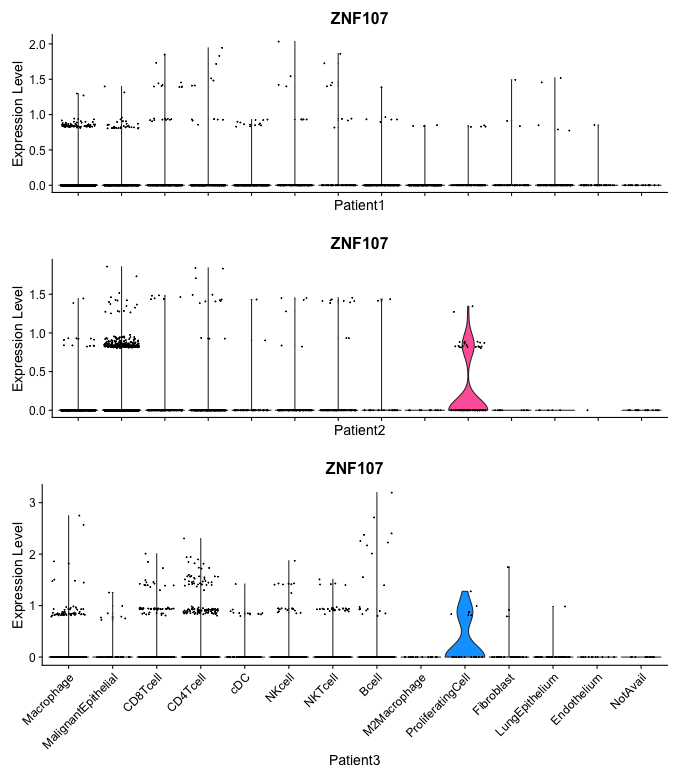 ZNF107
Expression Level
2.0
1.5
1.0
0.5
0.0
Patient1
ZNF107
Expression Level
1.5
1.0
0.5
0.0
Patient2
ZNF107
Expression Level
3
2
1
0
Macrophage
MalignantEpithelial
CD8Tcell
CD4Tcell
cDC
NKcell
NKTcell
Bcell
M2Macrophage
ProliferatingCell
Fibroblast
LungEpithelium
Endothelium
NotAvail
Patient3